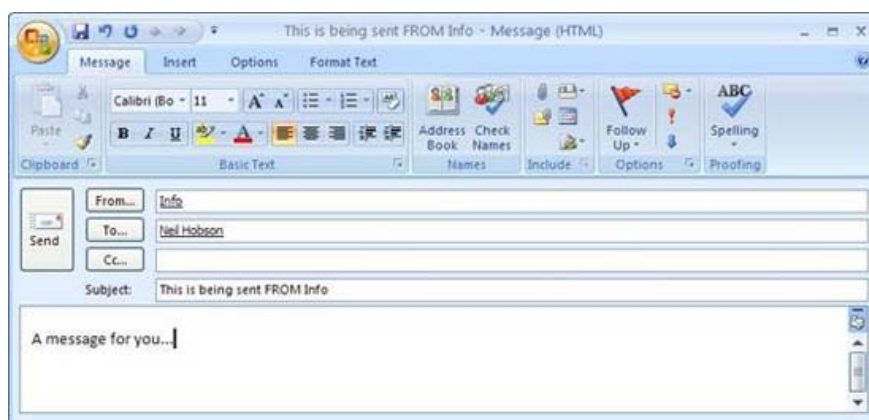 This is being sent FROM Info - Message (HTML)
Message Insert Options Format Text
Calibri (Bo 11 A A
Paste B I U A Address Book Check Names Follow Up ABC Spelling
Clipboard Basic Text Names Include Options Proofing
From... Info
Send To... Neil Hobson
Cc...
Subject: This is being sent FROM Info
A message for you...